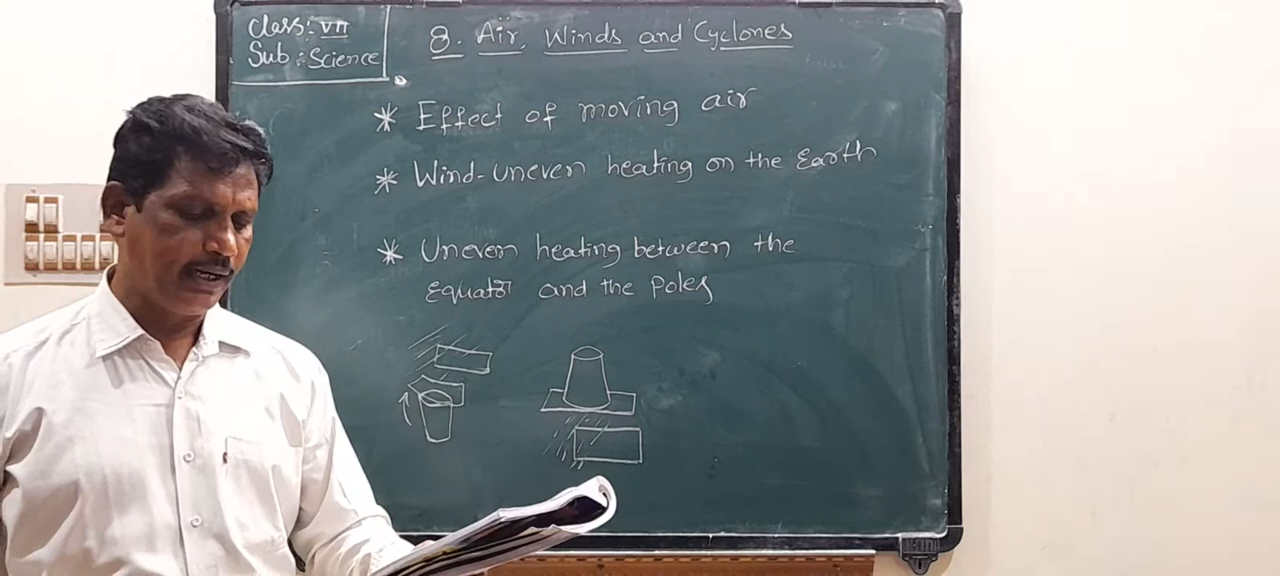 Class: VII
Sub: Science
8. Air, Winds and Cyclones
* Effect of moving air
* Wind-uneven heating on the Earth
* Uneven heating between the
Equator and the Poles